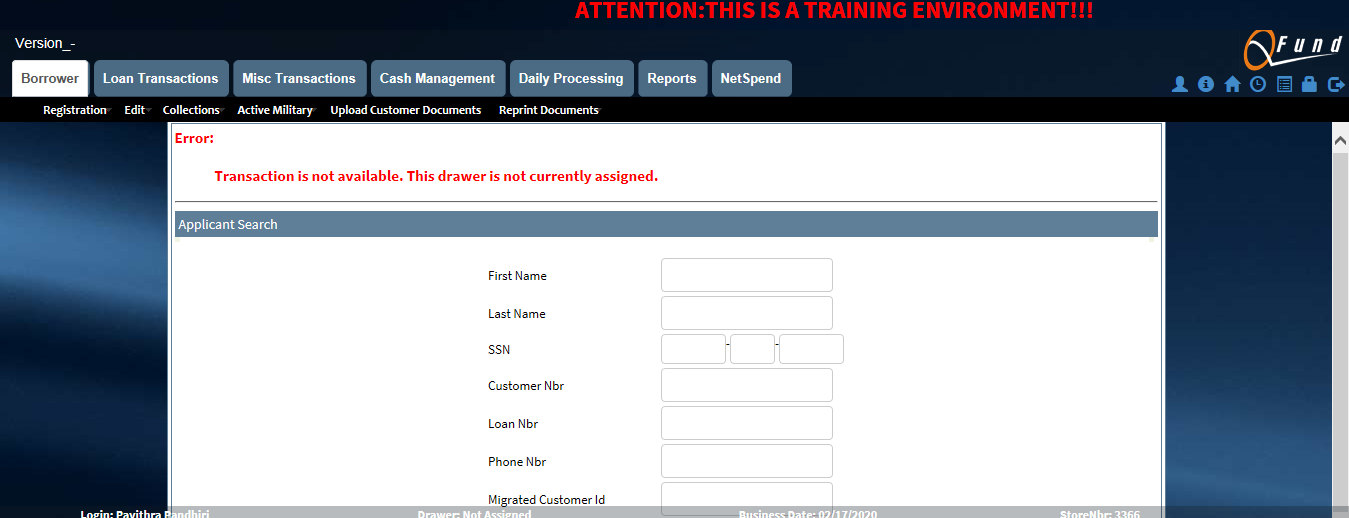 ATTENTION:THIS IS A TRAINING ENVIRONMENT!!!
Version_-
QFund
Borrower Loan Transactions Misc Transactions Cash Management Daily Processing Reports NetSpend
Registration Edit Collections Active Military Upload Customer Documents Reprint Documents
Error:
Transaction is not available. This drawer is not currently assigned.
Applicant Search
First Name
Last Name
SSN - -
Customer Nbr
Loan Nbr
Phone Nbr
Migrated Customer Id
Login: Pavithra Pandhiri Drawer: Not Assigned Business Date: 02/17/2020 StoreNbr: 3366